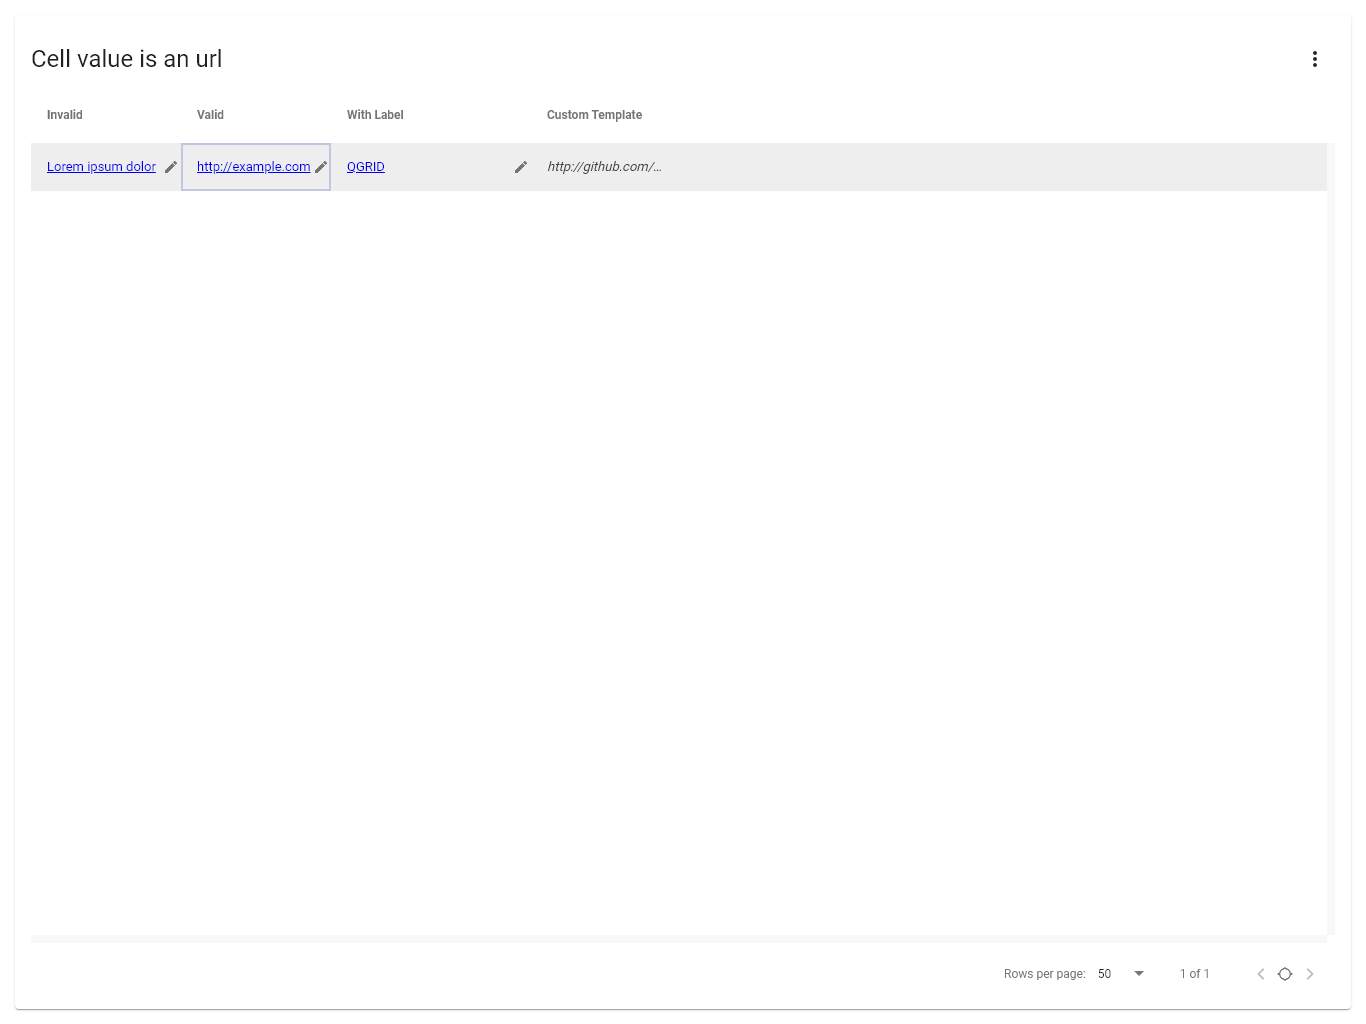 Cell value is an url
Invalid Valid With Label Custom Template
Lorem ipsum dolor http://example.com QGRID http://github.com/...
Rows per page: 50 1 of 1